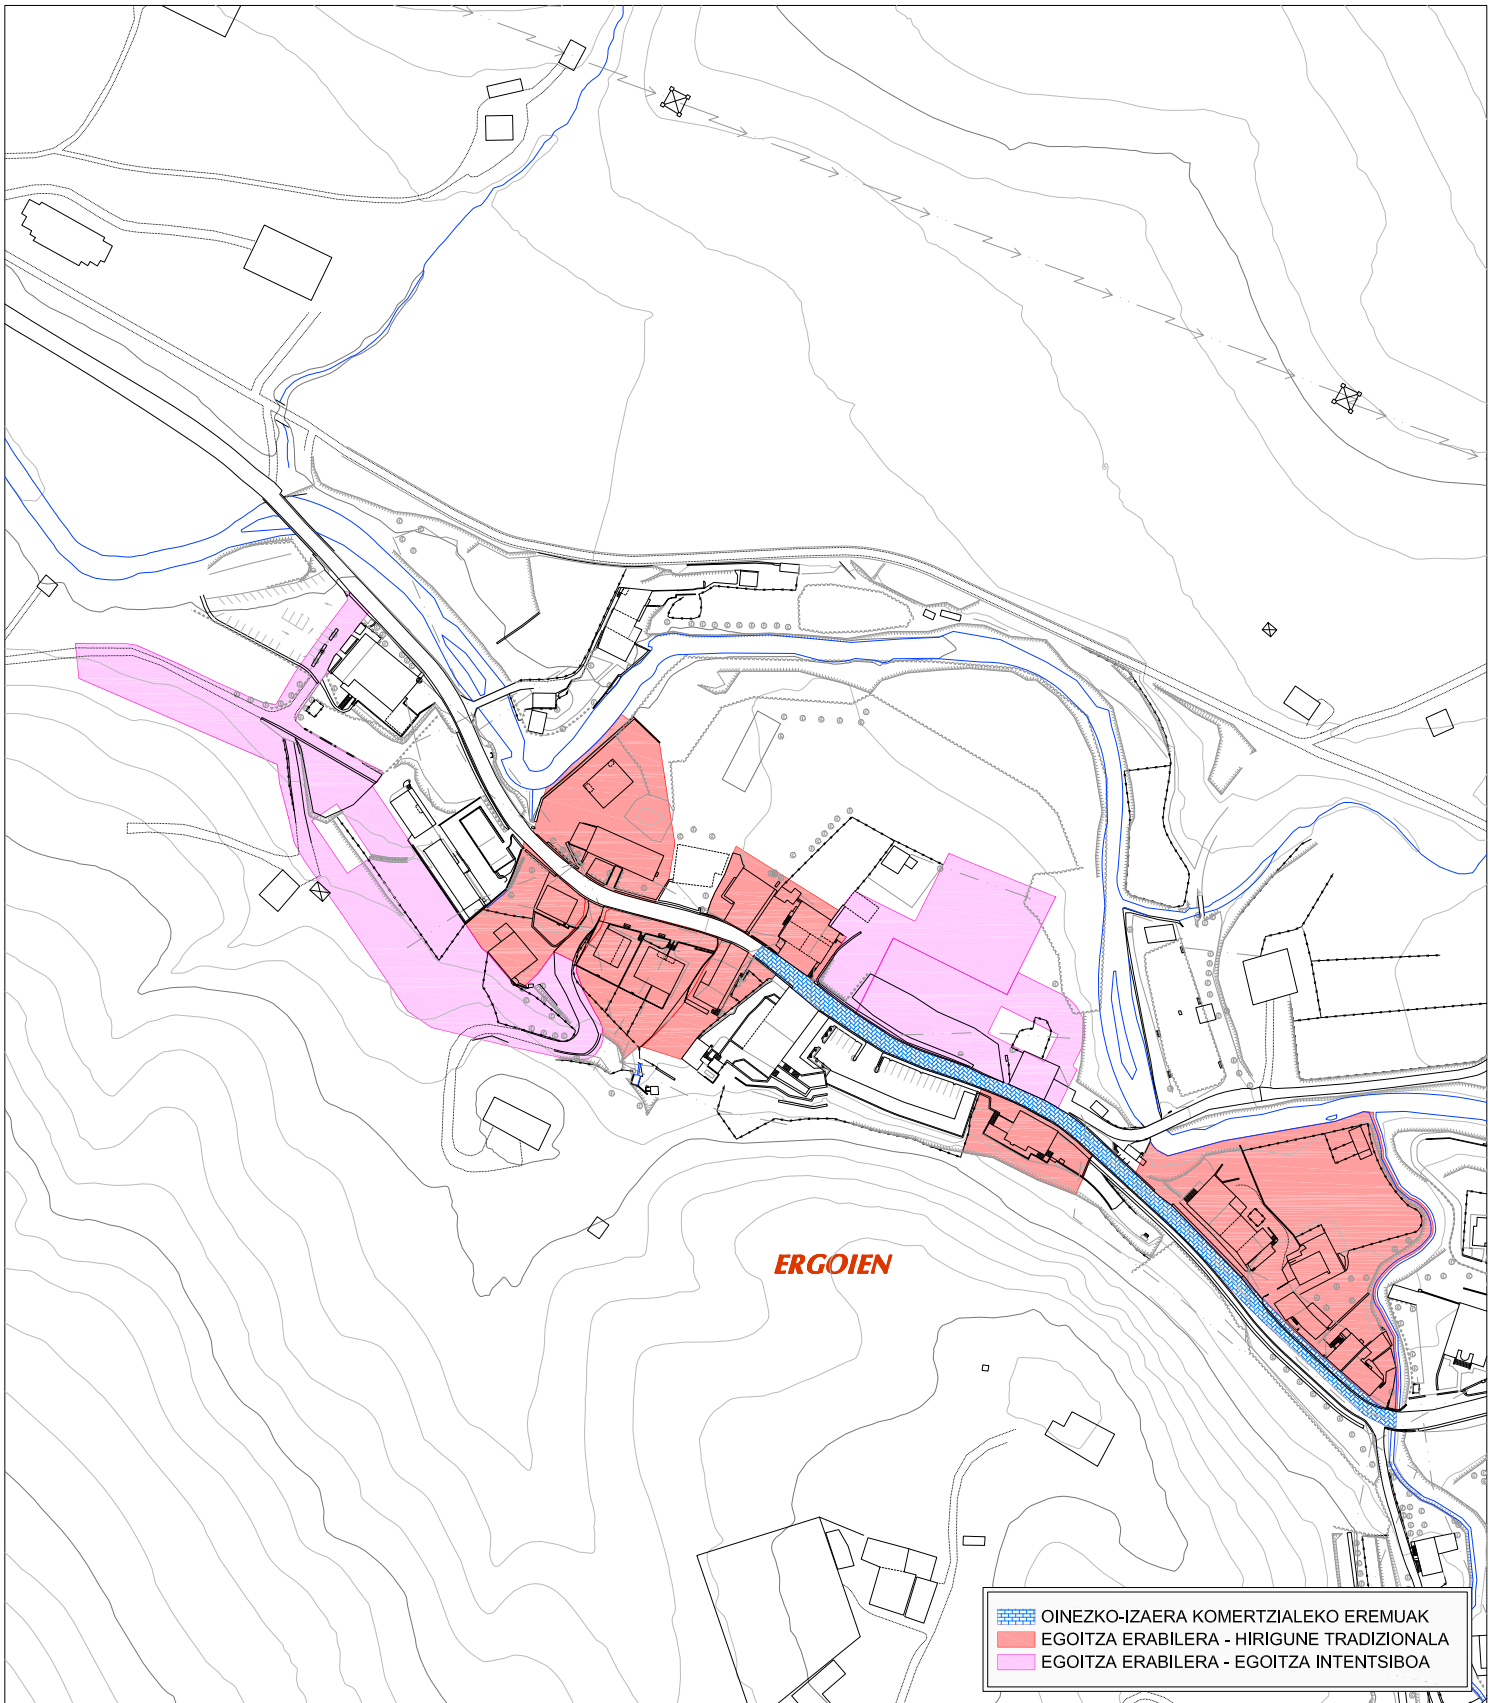 ERGOIEN
OINEZKO-IZAERA KOMERTZIALEKO EREMUAK
EGOITZA ERABILERA - HIRIGUNE TRADIZIONALA
EGOITZA ERABILERA - EGOITZA INTENTSIBOA